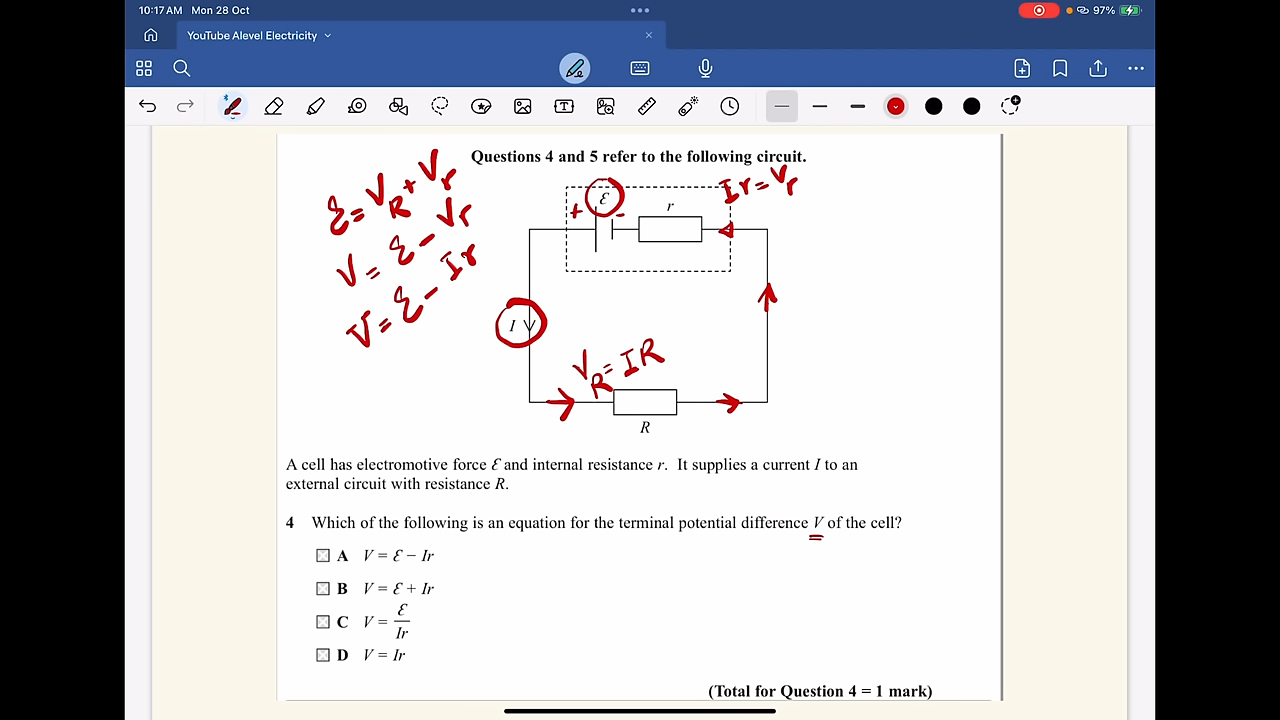 10:17 AM Mon 28 Oct
97%
YouTube Alevel Electricity
Questions 4 and 5 refer to the following circuit.
ℰ = V_R + V_r
V = ℰ - Vr
V = ℰ - Ir
+ ℰ -
r
Ir = Vr
I
V_R = IR
R
A cell has electromotive force ℰ and internal resistance r. It supplies a current I to an
external circuit with resistance R.
4 Which of the following is an equation for the terminal potential difference V of the cell?
A V = ℰ − Ir
B V = ℰ + Ir
C V = ℰ/Ir
D V = Ir
(Total for Question 4 = 1 mark)